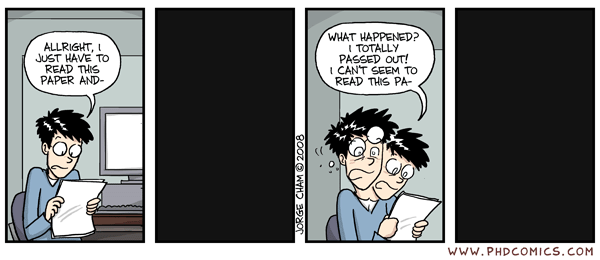 ALLRIGHT, I
JUST HAVE TO
READ THIS
PAPER AND-
JORGE CHAM © 2008
WHAT HAPPENED?
I TOTALLY
PASSED OUT!
I CAN'T SEEM TO
READ THIS PA-
WWW.PHDCOMICS.COM